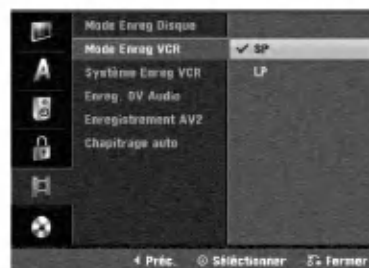 Mode Enreg Disque
Mode Enreg VCR ✓ SP
Système Enreg VCR LP
Enreg. DV Audio
Enregistrement AV2
Chapitrage auto
Préc. Séléctionner Fermer